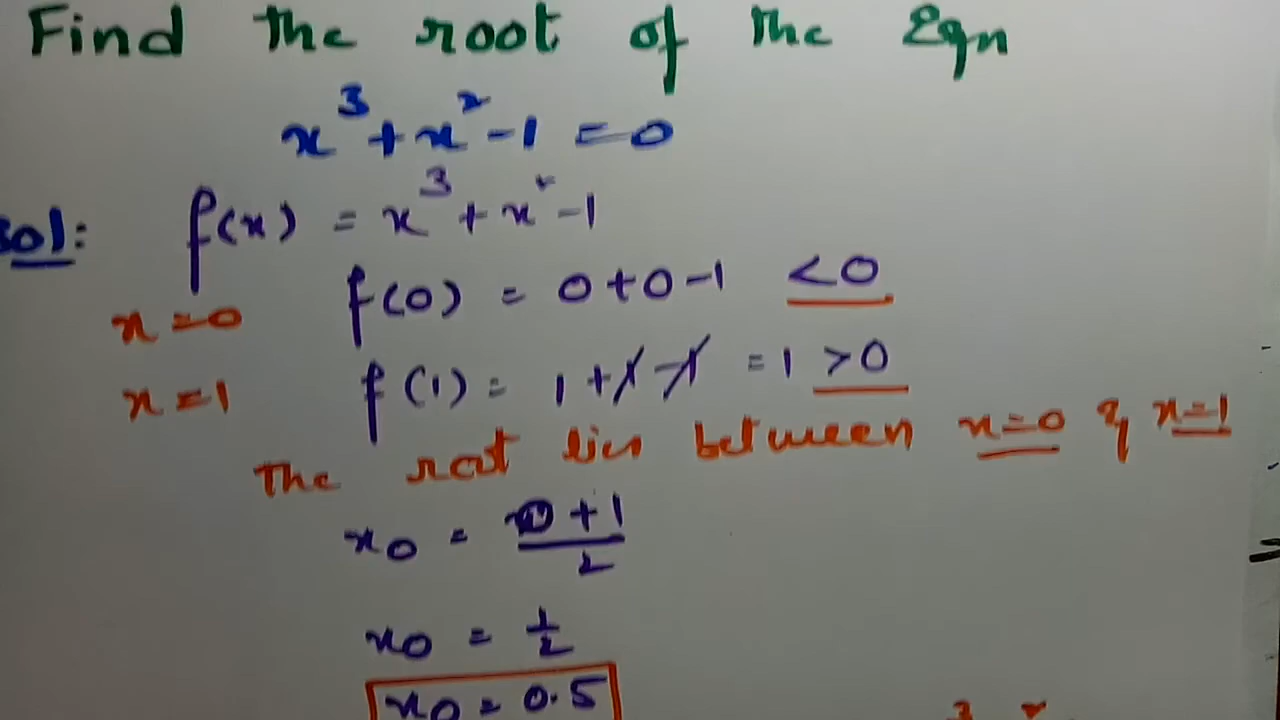 Find the root of the Eqn
x³ + x² - 1 = 0
Sol: f(x) = x³ + x² - 1
f(0) = 0 + 0 - 1 < 0
x = 0
f(1) = 1 + 1 - 1 = 1 > 0
x = 1
The root lies between x = 0 & x = 1
x₀ = (0 + 1)/2
x₀ = 1/2
x₀ = 0.5
3 2